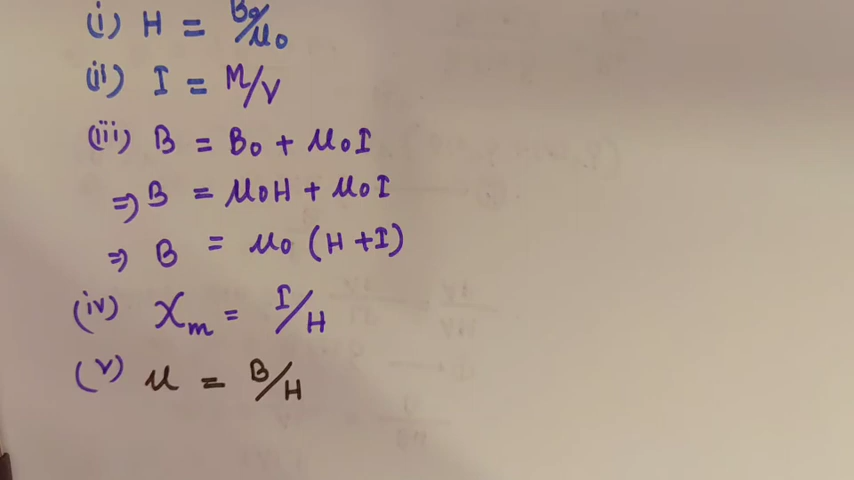 (i) H = B₀/μ₀
(ii) I = M/V
(iii) B = B₀ + μ₀I
⇒ B = μ₀H + μ₀I
⇒ B = μ₀ (H + I)
(iv) χm = I/H
(v) μ = B/H